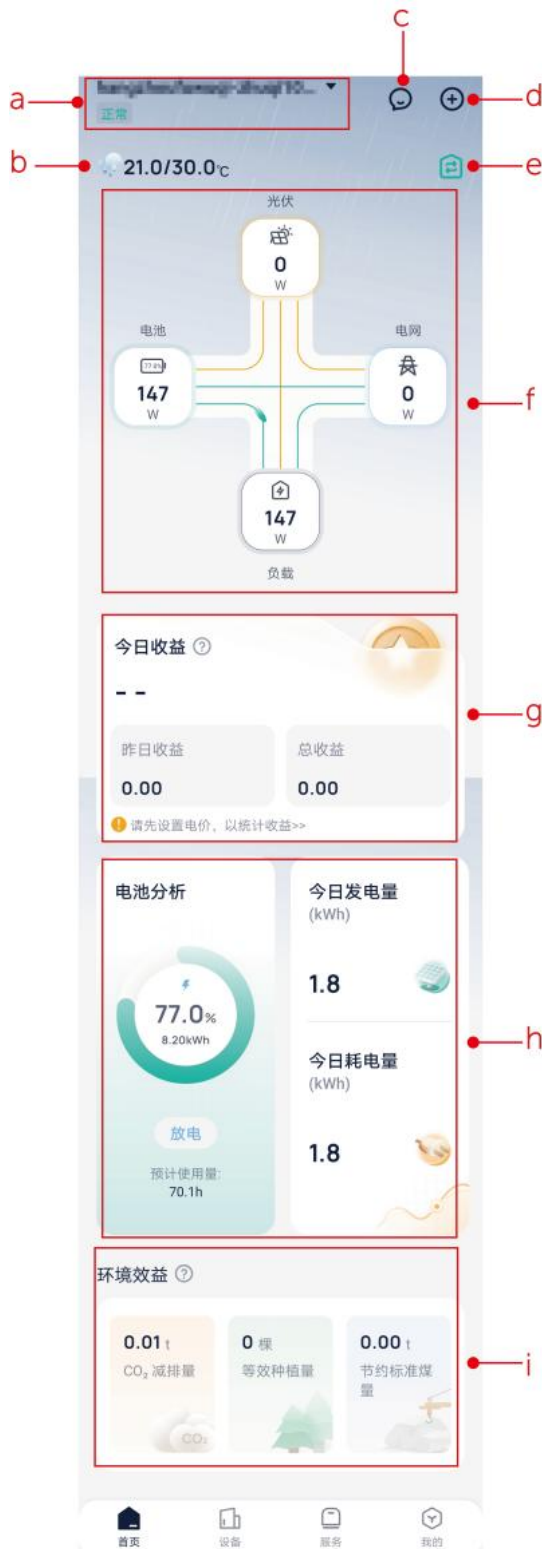 c
a
正常
d
b
21.0/30.0℃
e
光伏
0
W
电池
电网
77.0%
147
W
0
W
f
147
W
负载
今日收益 ?
- -
g
昨日收益
总收益
0.00
0.00
! 请先设置电价，以统计收益>>
电池分析
今日发电量
(kWh)
1.8
77.0%
8.20kWh
h
今日耗电量
(kWh)
放电
1.8
预计使用量:
70.1h
环境效益 ?
0.01 t
0 棵
0.00 t
CO₂ 减排量
等效种植量
节约标准煤
量
i
CO₂
首页
设备
服务
我的